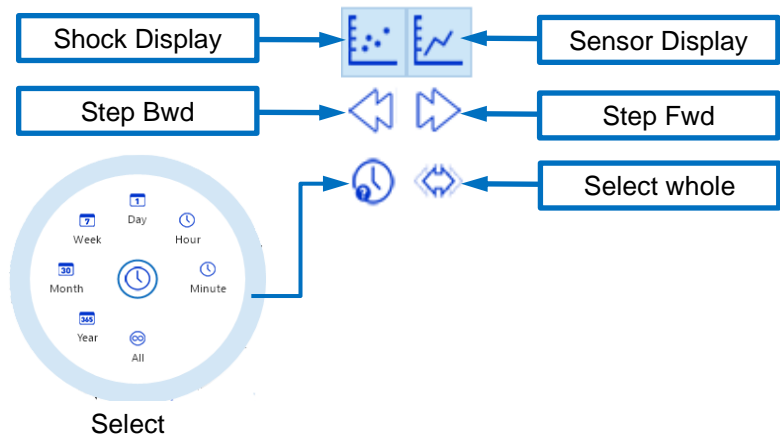 Shock Display
Sensor Display
Step Bwd
Step Fwd
?
Select whole
1
Day
7
Week
Hour
30
Month
Minute
365
Year
All
Select